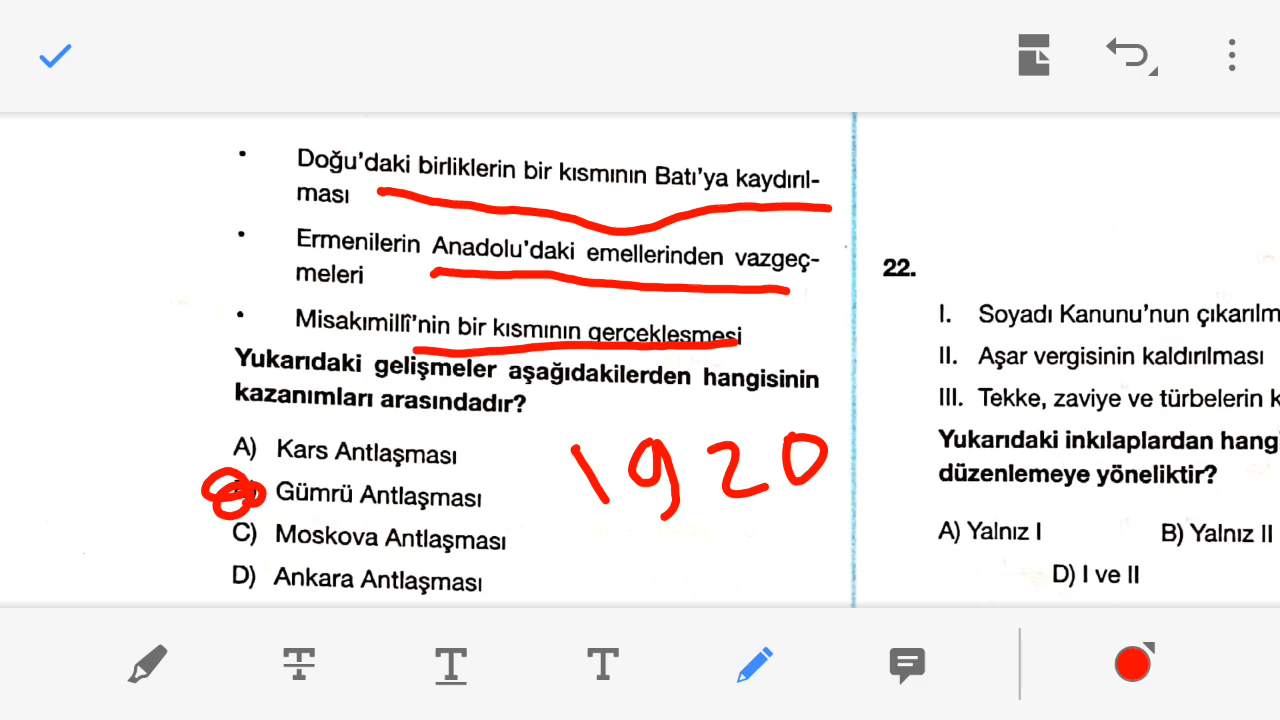 • Doğu'daki birliklerin bir kısmının Batı'ya kaydırıl-
ması
• Ermenilerin Anadolu'daki emellerinden vazgeç-
meleri
• Misakımillî'nin bir kısmının gerçekleşmesi
Yukarıdaki gelişmeler aşağıdakilerden hangisinin
kazanımları arasındadır?
A) Kars Antlaşması
Gümrü Antlaşması
C) Moskova Antlaşması
D) Ankara Antlaşması
1920
22.
I. Soyadı Kanunu'nun çıkarılm
II. Aşar vergisinin kaldırılması
III. Tekke, zaviye ve türbelerin k
Yukarıdaki inkılaplardan hangi
düzenlemeye yöneliktir?
A) Yalnız I B) Yalnız II
D) I ve II
T T T